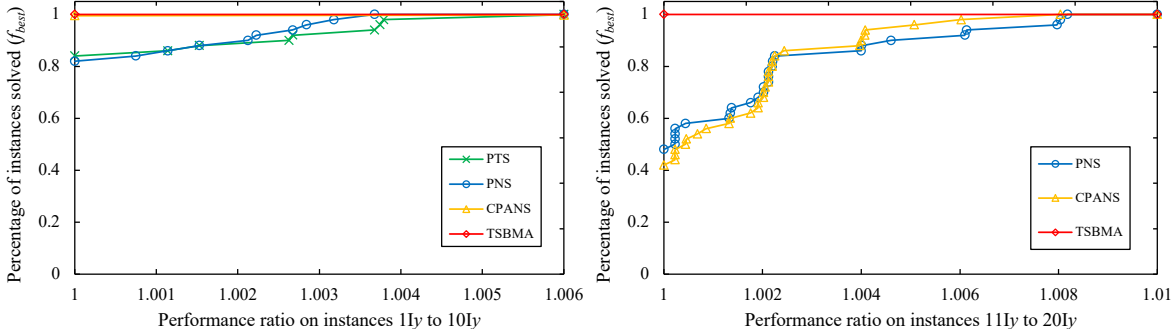 Percentage of instances solved (f_best)
1
0.8
0.6
0.4
0.2
0
PTS
PNS
CPANS
TSBMA
1 1.001 1.002 1.003 1.004 1.005 1.006
Performance ratio on instances 1Iy to 10Iy
Percentage of instances solved (f_best)
1
0.8
0.6
0.4
0.2
0
PNS
CPANS
TSBMA
1 1.002 1.004 1.006 1.008 1.01
Performance ratio on instances 11Iy to 20Iy